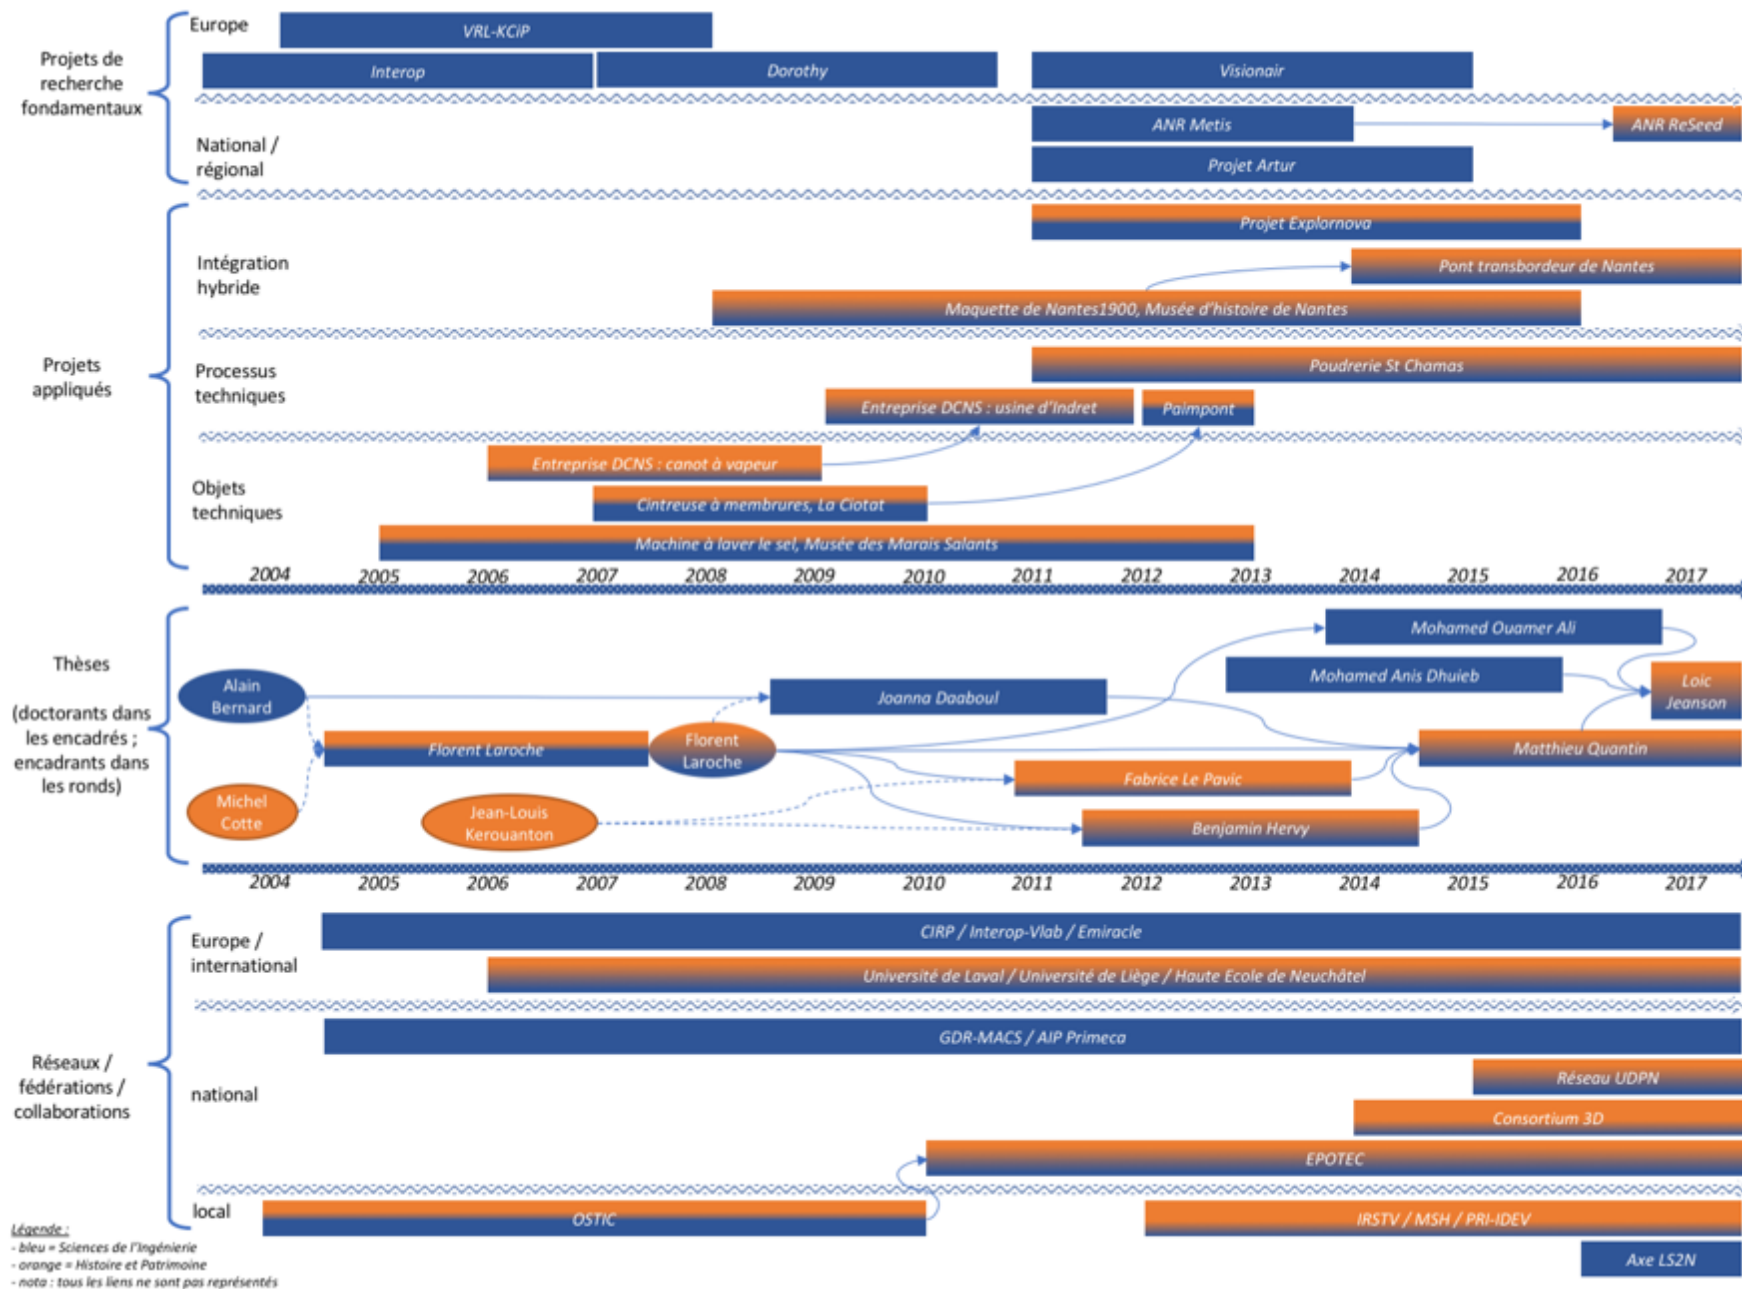 Projets de
recherche
fondamentaux
Europe
VRL-KCiP
Interop
Dorothy
Visionair
National /
régional
ANR Metis
ANR ReSeed
Projet Artur
Projets
appliqués
Intégration
hybride
Projet Explornova
Pont transbordeur de Nantes
Maquette de Nantes1900, Musée d'histoire de Nantes
Processus
techniques
Poudrerie St Chamas
Entreprise DCNS : usine d'Indret
Paimpont
Objets
techniques
Entreprise DCNS : canot à vapeur
Cintreuse à membrures, La Ciotat
Machine à laver le sel, Musée des Marais Salants
2004 2005 2006 2007 2008 2009 2010 2011 2012 2013 2014 2015 2016 2017
Thèses
(doctorants dans
les encadrés ;
encadrants dans
les ronds)
Alain
Bernard
Michel
Cotte
Florent Laroche
Jean-Louis
Kerouanton
Florent
Laroche
Joanna Daaboul
Mohamed Ouamer Ali
Mohamed Anis Dhuieb
Loic
Jeanson
Matthieu Quantin
Fabrice Le Pavic
Benjamin Hervy
2004 2005 2006 2007 2008 2009 2010 2011 2012 2013 2014 2015 2016 2017
Réseaux /
fédérations /
collaborations
Europe /
international
CIRP / Interop-Vlab / Emiracle
Université de Laval / Université de Liège / Haute Ecole de Neuchâtel
national
GDR-MACS / AIP Primeca
Réseau UDPN
Consortium 3D
EPOTEC
local
OSTIC
IRSTV / MSH / PRI-IDEV
Axe LS2N
Légende :
- bleu = Sciences de l'Ingénierie
- orange = Histoire et Patrimoine
- nota : tous les liens ne sont pas représentés